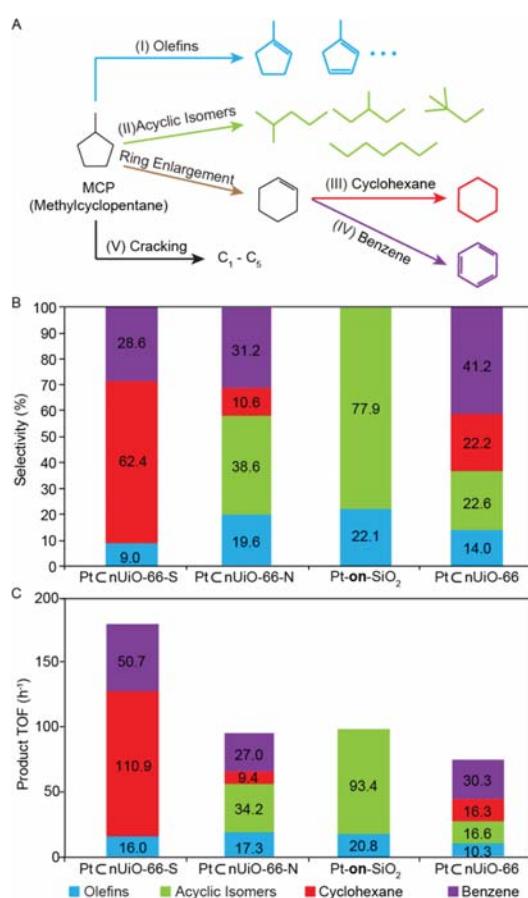 A
(I) Olefins
(II)Acyclic Isomers
Ring Enlargement
(III) Cyclohexane
MCP
(Methylcyclopentane)
(IV) Benzene
(V) Cracking
C1 - C5
B
Selectivity (%)
100
90
80
70
60
50
40
30
20
10
0
28.6
62.4
9.0
31.2
10.6
38.6
19.6
77.9
22.1
41.2
22.2
22.6
14.0
Pt⊂nUiO-66-S Pt⊂nUiO-66-N Pt-on-SiO2 Pt⊂nUiO-66
C
Product TOF (h-1)
200
150
100
50
0
50.7
110.9
16.0
27.0
9.4
34.2
17.3
93.4
20.8
30.3
16.3
16.6
10.3
Pt⊂nUiO-66-S Pt⊂nUiO-66-N Pt-on-SiO2 Pt⊂nUiO-66
Olefins Acyclic Isomers Cyclohexane Benzene